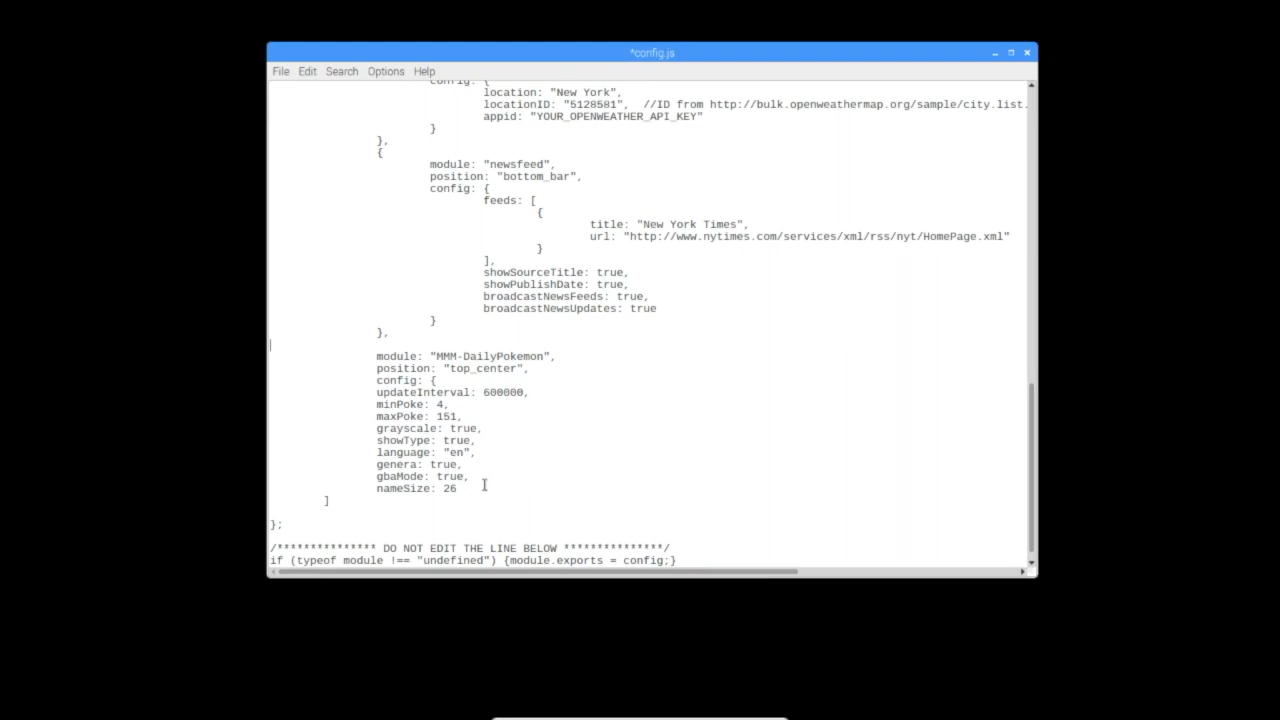 *config.js
File Edit Search Options Help
config: {
location: "New York",
locationID: "5128581",  //ID from http://bulk.openweathermap.org/sample/city.list.
appid: "YOUR_OPENWEATHER_API_KEY"
}
},
{
module: "newsfeed",
position: "bottom_bar",
config: {
feeds: [
{
title: "New York Times",
url: "http://www.nytimes.com/services/xml/rss/nyt/HomePage.xml"
}
],
showSourceTitle: true,
showPublishDate: true,
broadcastNewsFeeds: true,
broadcastNewsUpdates: true
}
},
module: "MMM-DailyPokemon",
position: "top_center",
config: {
updateInterval: 600000,
minPoke: 4,
maxPoke: 151,
grayscale: true,
showType: true,
language: "en",
genera: true,
gbaMode: true,
nameSize: 26
]
};
/*************** DO NOT EDIT THE LINE BELOW ***************/
if (typeof module !== "undefined") {module.exports = config;}